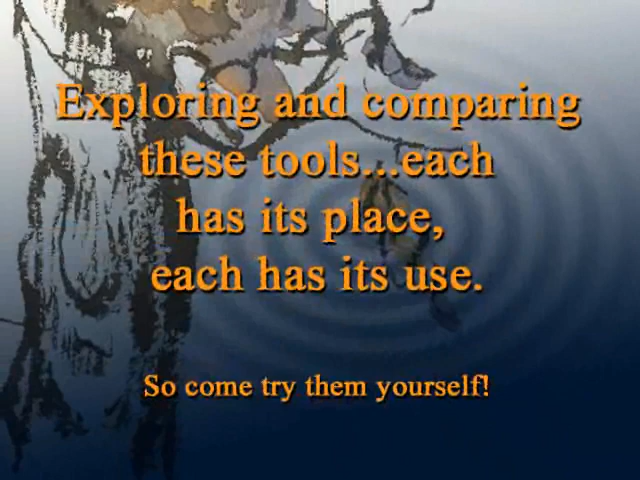 Exploring and comparing
these tools...each
has its place,
each has its use.
So come try them yourself!